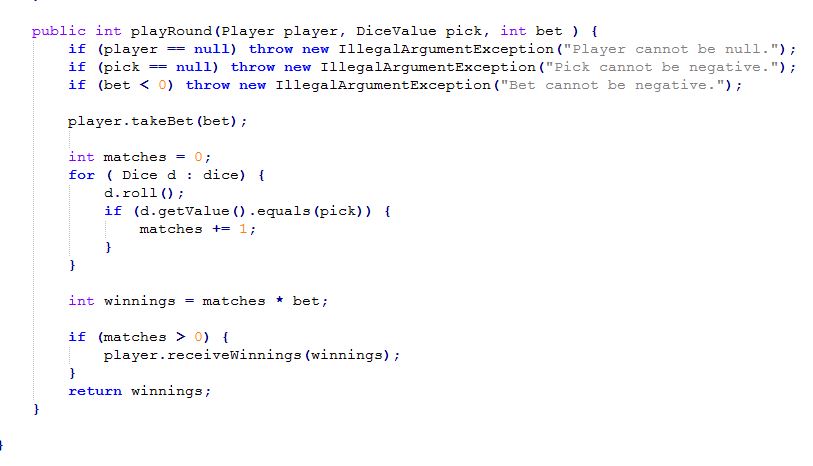 public int playRound(Player player, DiceValue pick, int bet ) {
if (player == null) throw new IllegalArgumentException("Player cannot be null.");
if (pick == null) throw new IllegalArgumentException("Pick cannot be negative.");
if (bet < 0) throw new IllegalArgumentException("Bet cannot be negative.");
player.takeBet(bet);
int matches = 0;
for ( Dice d : dice) {
d.roll();
if (d.getValue().equals(pick)) {
matches += 1;
}
}
int winnings = matches * bet;
if (matches > 0) {
player.receiveWinnings(winnings);
}
return winnings;
}
}